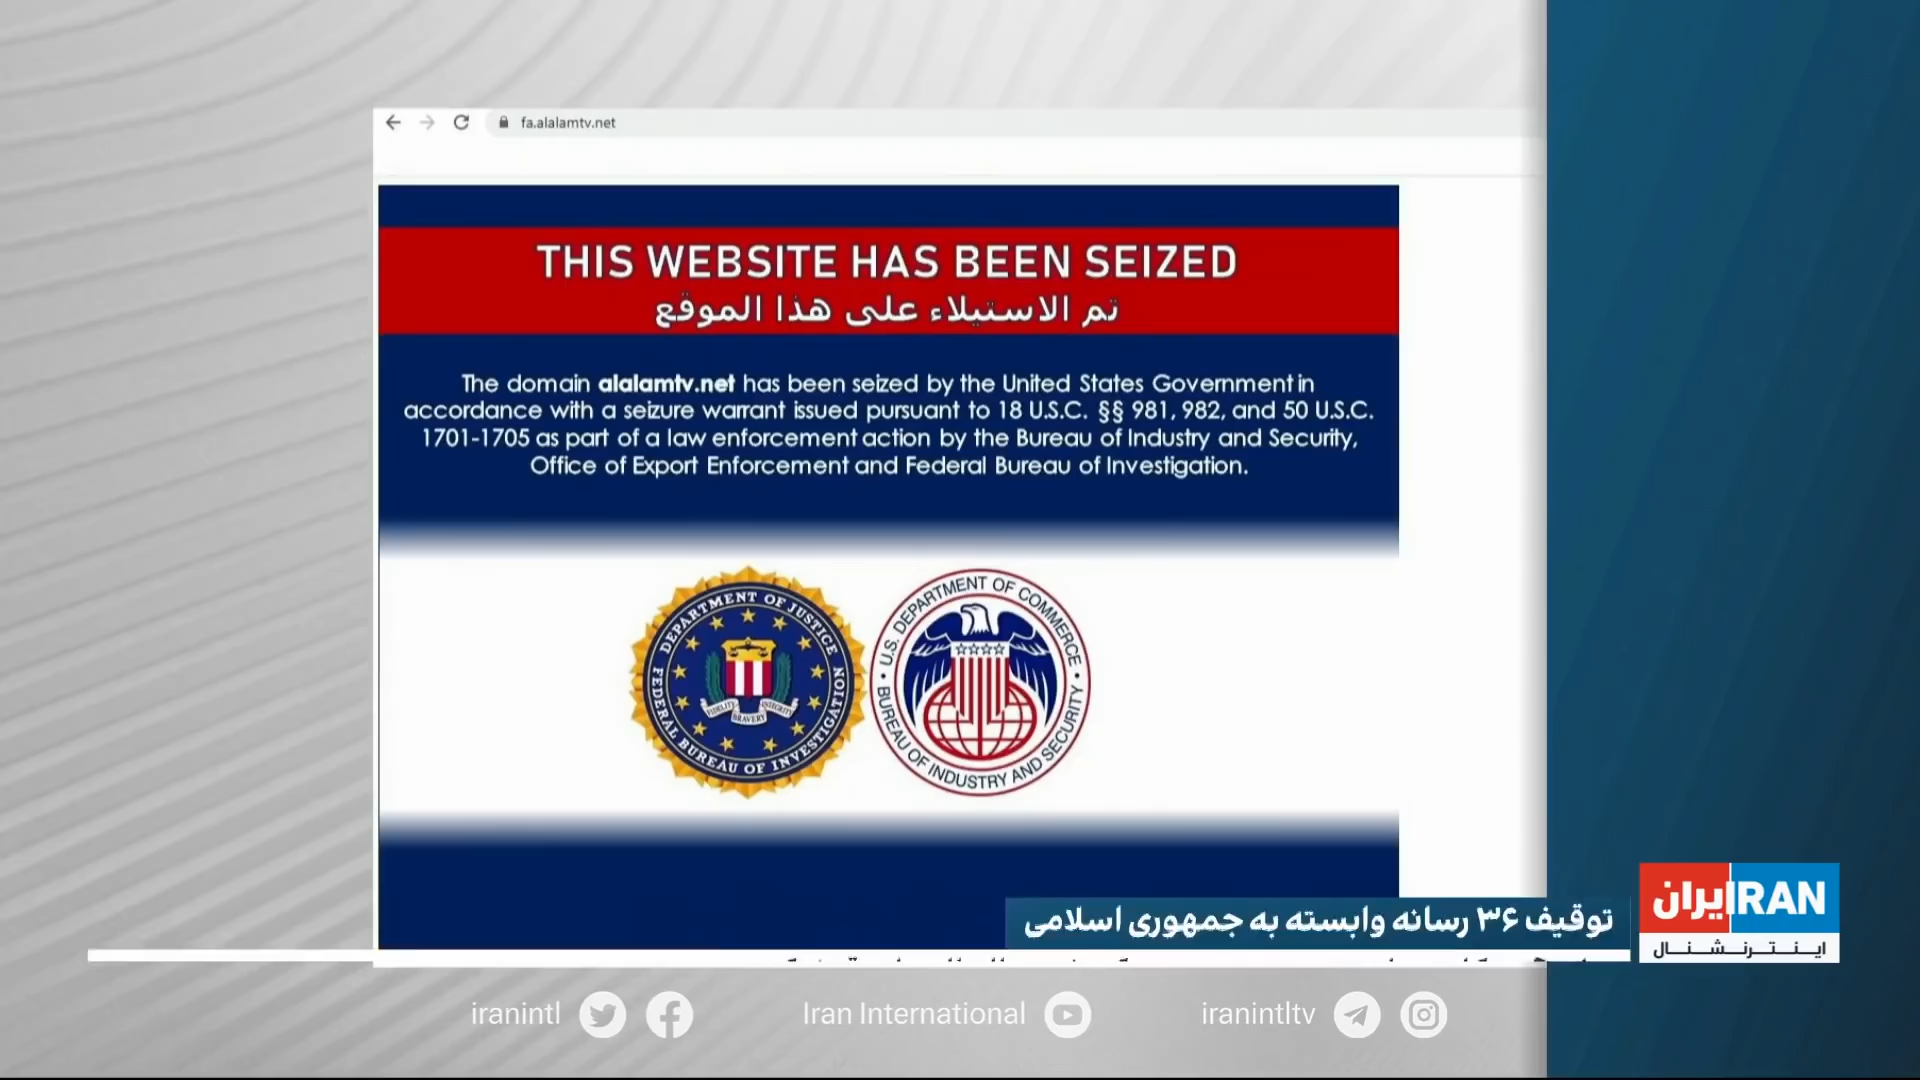 fa.alalamtv.net
THIS WEBSITE HAS BEEN SEIZED
تم الاستيلاء على هذا الموقع
The domain alalamtv.net has been seized by the United States Government in
accordance with a seizure warrant issued pursuant to 18 U.S.C. §§ 981, 982, and 50 U.S.C.
1701-1705 as part of a law enforcement action by the Bureau of Industry and Security,
Office of Export Enforcement and Federal Bureau of Investigation.
DEPARTMENT OF JUSTICE
FEDERAL BUREAU OF INVESTIGATION
FIDELITY BRAVERY INTEGRITY
U.S. DEPARTMENT OF COMMERCE
BUREAU OF INDUSTRY AND SECURITY
توقیف ۳۶ رسانه وابسته به جمهوری اسلامی
ایران IRAN
اینترنشنال
iranintl
Iran International
iranintltv